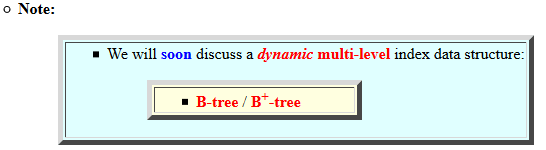 Note:
We will soon discuss a dynamic multi-level index data structure:
B-tree / B⁺-tree